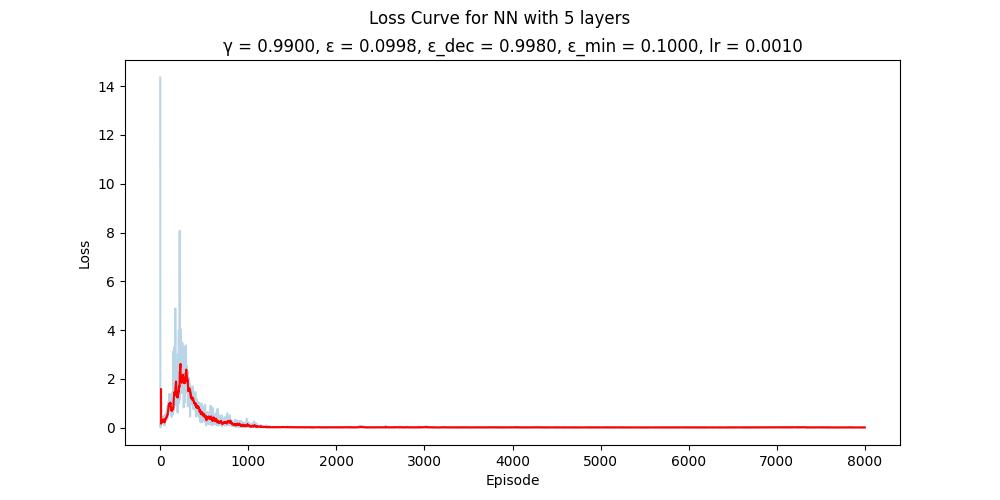 Loss Curve for NN with 5 layers
γ = 0.9900, ε = 0.0998, ε_dec = 0.9980, ε_min = 0.1000, lr = 0.0010
14
12
10
8
6
4
2
0
Loss
0 1000 2000 3000 4000 5000 6000 7000 8000
Episode